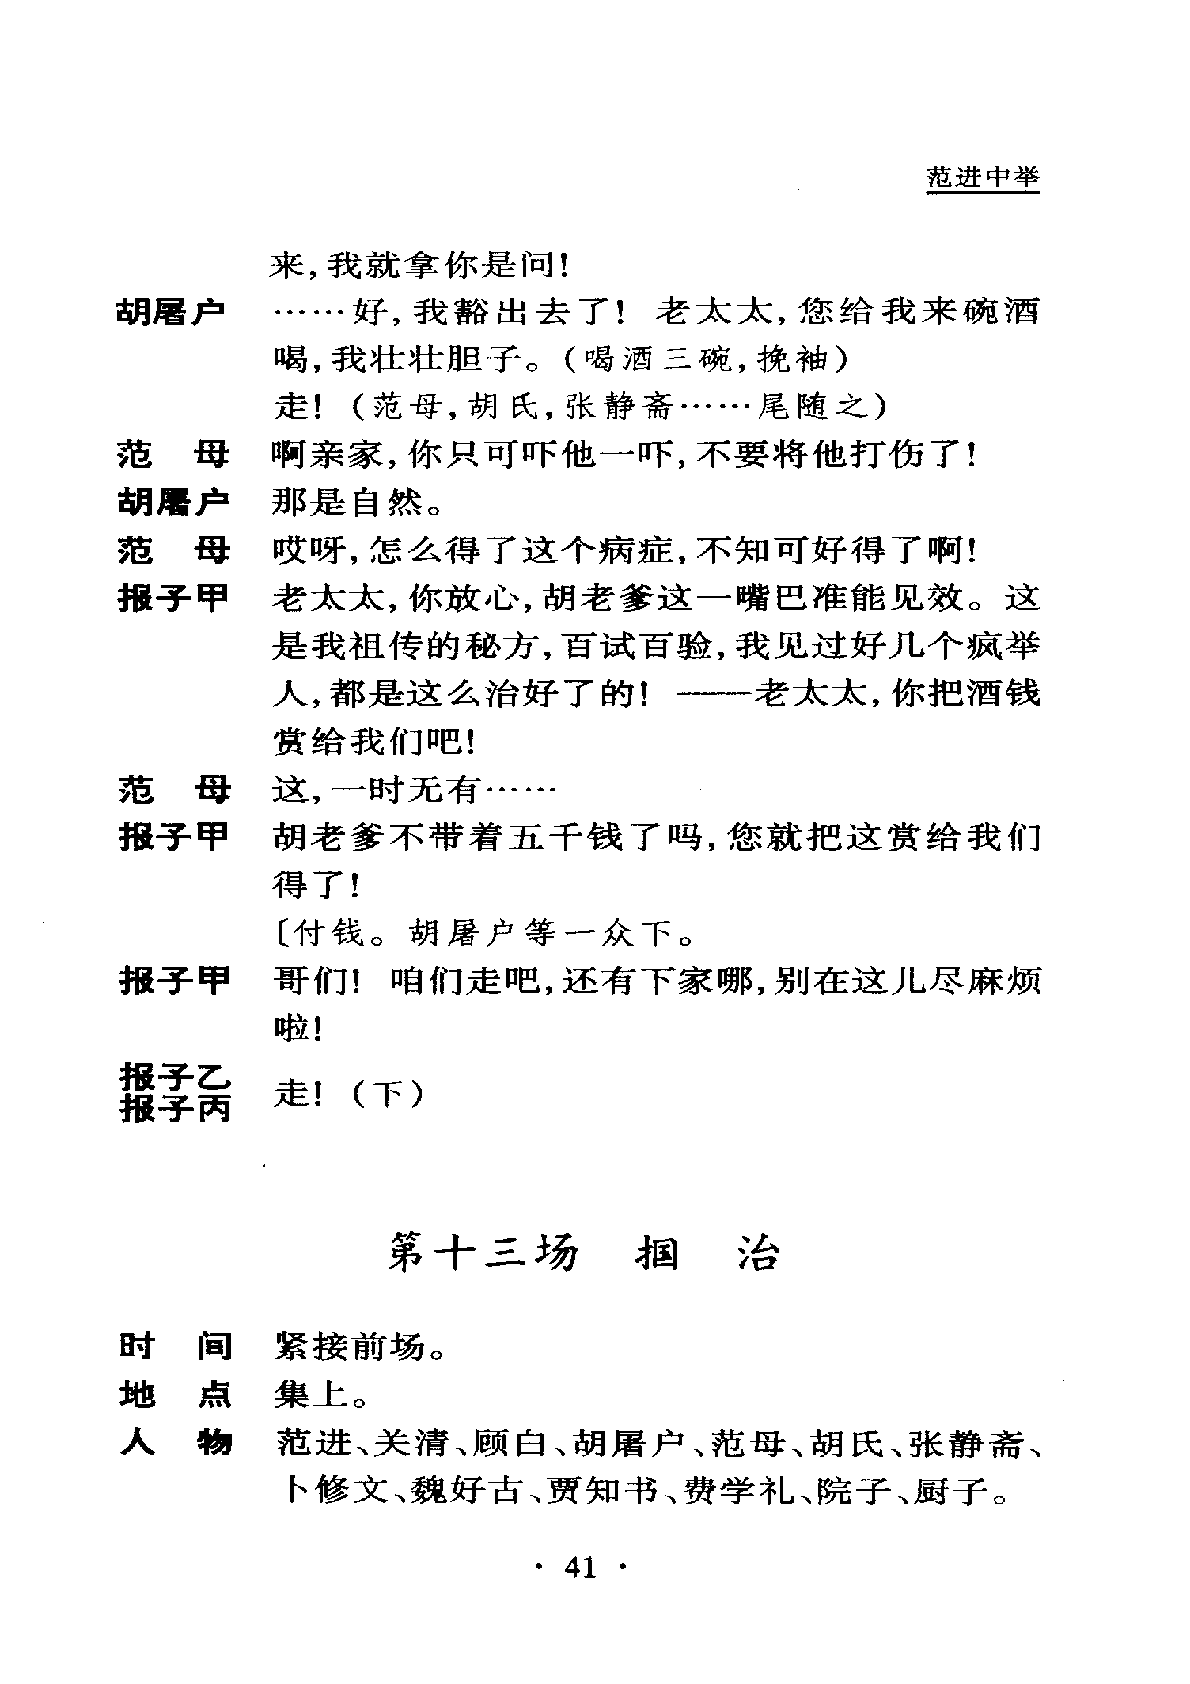 范进中举
来,我就拿你是问!
胡屠户 ……好,我豁出去了! 老太太,您给我来碗酒
喝,我壮壮胆子。(喝酒三碗,挽袖)
走!(范母,胡氏,张静斋……尾随之)
范 母 啊亲家,你只可吓他一吓,不要将他打伤了!
胡屠户 那是自然。
范 母 哎呀,怎么得了这个病症,不知可好得了啊!
报子甲 老太太,你放心,胡老爹这一嘴巴准能见效。这
是我祖传的秘方,百试百验,我见过好几个疯举
人,都是这么治好了的! ——老太太,你把酒钱
赏给我们吧!
范 母 这,一时无有……
报子甲 胡老爹不带着五千钱了吗,您就把这赏给我们
得了!
〔付钱。胡屠户等一众下。
报子甲 哥们! 咱们走吧,还有下家哪,别在这儿尽麻烦
啦!
报子乙
报子丙 走!(下)
第十三场 掴 治
时 间 紧接前场。
地 点 集上。
人 物 范进、关清、顾白、胡屠户、范母、胡氏、张静斋、
卜修文、魏好古、贾知书、费学礼、院子、厨子。
· 41 ·